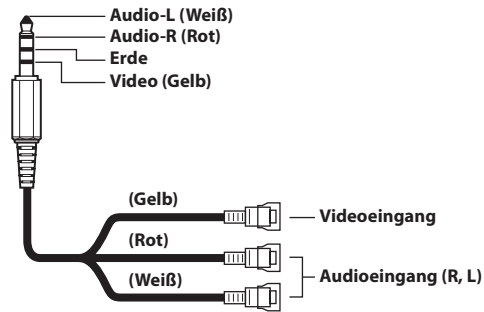 Audio-L (Weiß)
Audio-R (Rot)
Erde
Video (Gelb)
(Gelb)
Videoeingang
(Rot)
Audioeingang (R, L)
(Weiß)